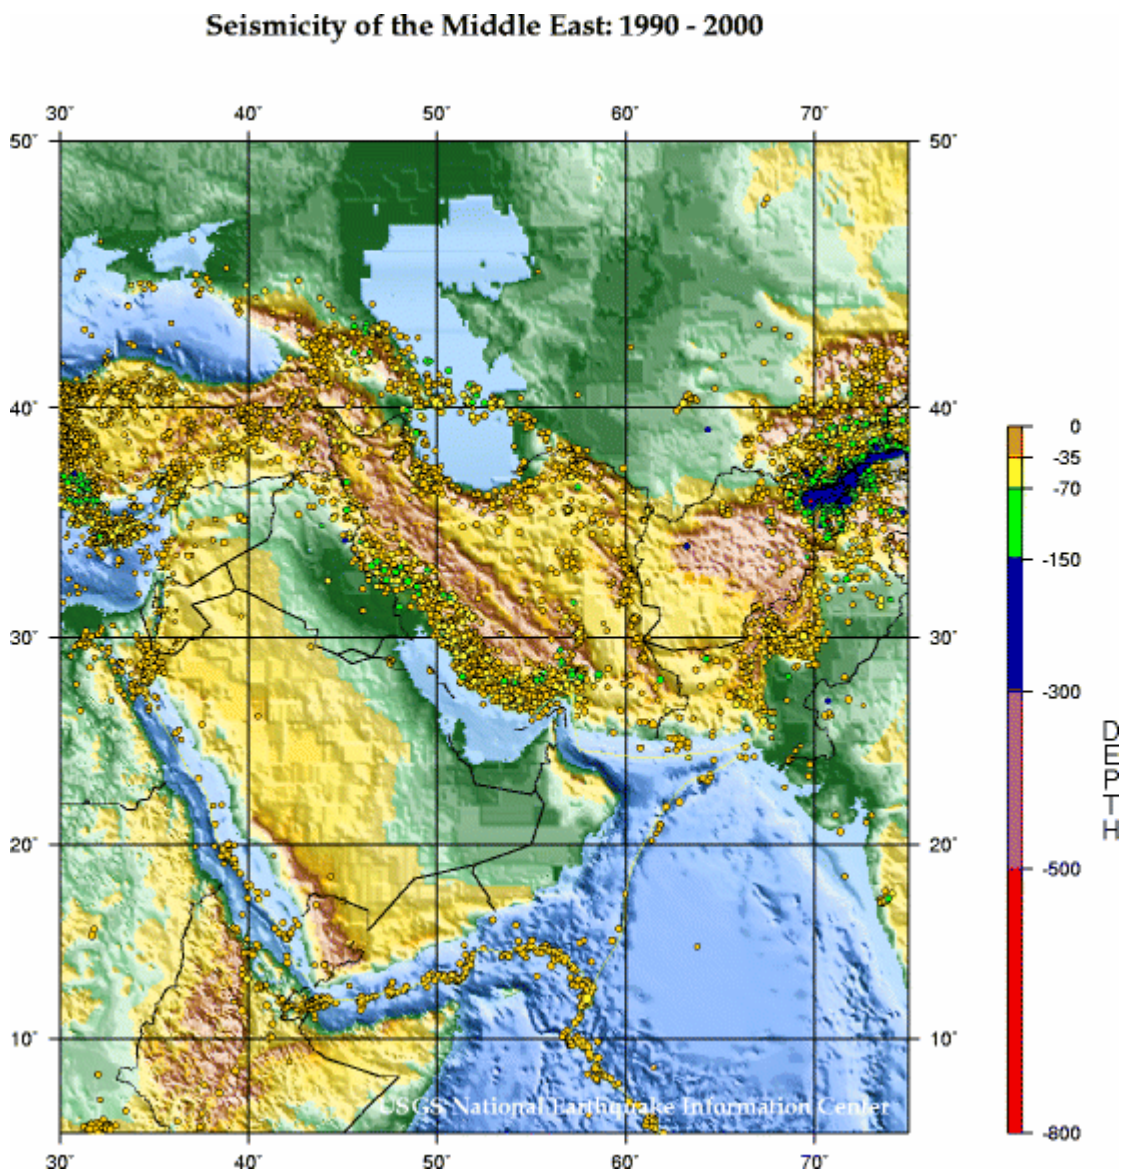 Seismicity of the Middle East: 1990 - 2000
30° 40° 50° 60° 70°
50° 50°
40° 40°
30° 30°
20° 20°
10° 10°
30° 40° 50° 60° 70°
0
-35
-70
-150
-300
-500
-800
DEPTH
USGS National Earthquake Information Center